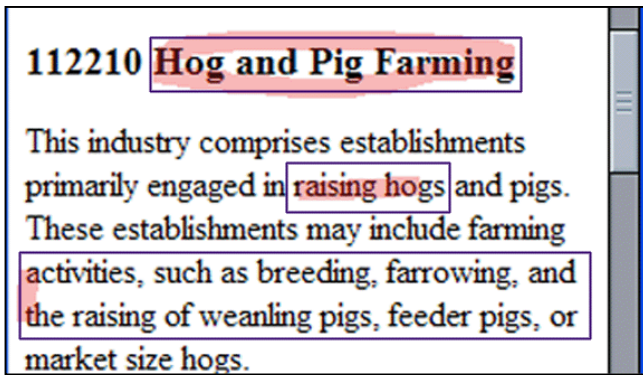 112210 Hog and Pig Farming
This industry comprises establishments
primarily engaged in raising hogs and pigs.
These establishments may include farming
activities, such as breeding, farrowing, and
the raising of weanling pigs, feeder pigs, or
market size hogs.